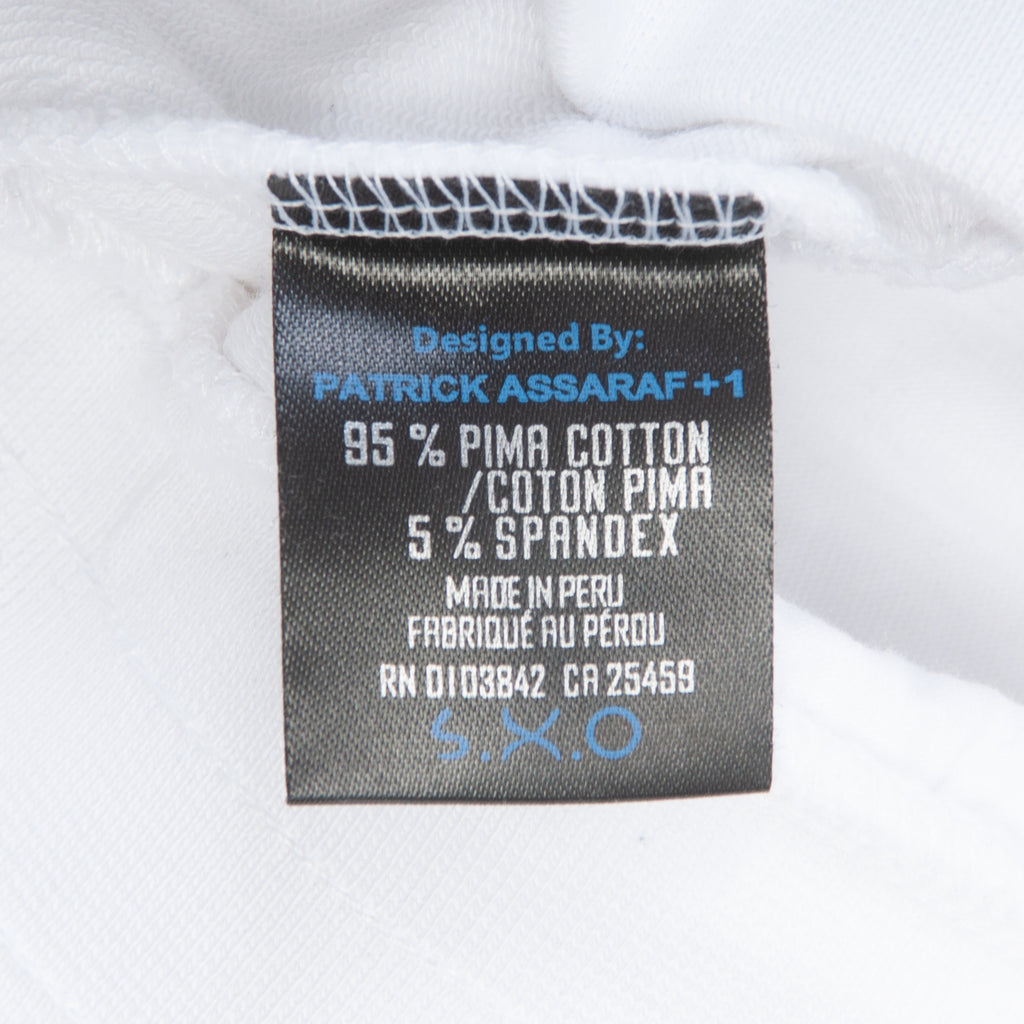 Designed By:
PATRICK ASSARAF +1
95 % PIMA COTTON
/COTON PIMA
5 % SPANDEX
MADE IN PERU
FABRIQUÉ AU PÉROU
RN 0103842 CA 25459
S.X.O